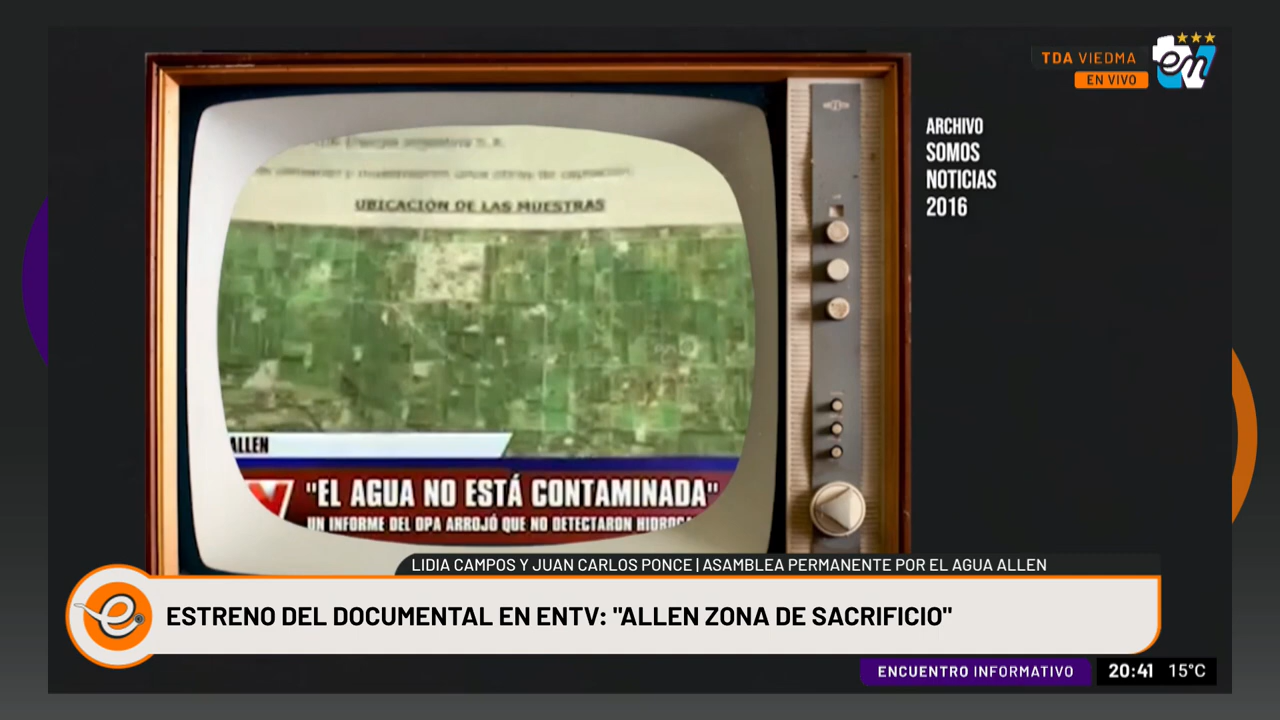 TDA VIEDMA
EN VIVO
en
ARCHIVO
SOMOS
NOTICIAS
2016
UBICACIÓN DE LAS MUESTRAS
ALLEN
"EL AGUA NO ESTÁ CONTAMINADA"
UN INFORME DEL DPA ARROJÓ QUE NO DETECTARON
LIDIA CAMPOS Y JUAN CARLOS PONCE | ASAMBLEA PERMANENTE POR EL AGUA ALLEN
e
ESTRENO DEL DOCUMENTAL EN ENTV: "ALLEN ZONA DE SACRIFICIO"
ENCUENTRO INFORMATIVO
20:41 15°C